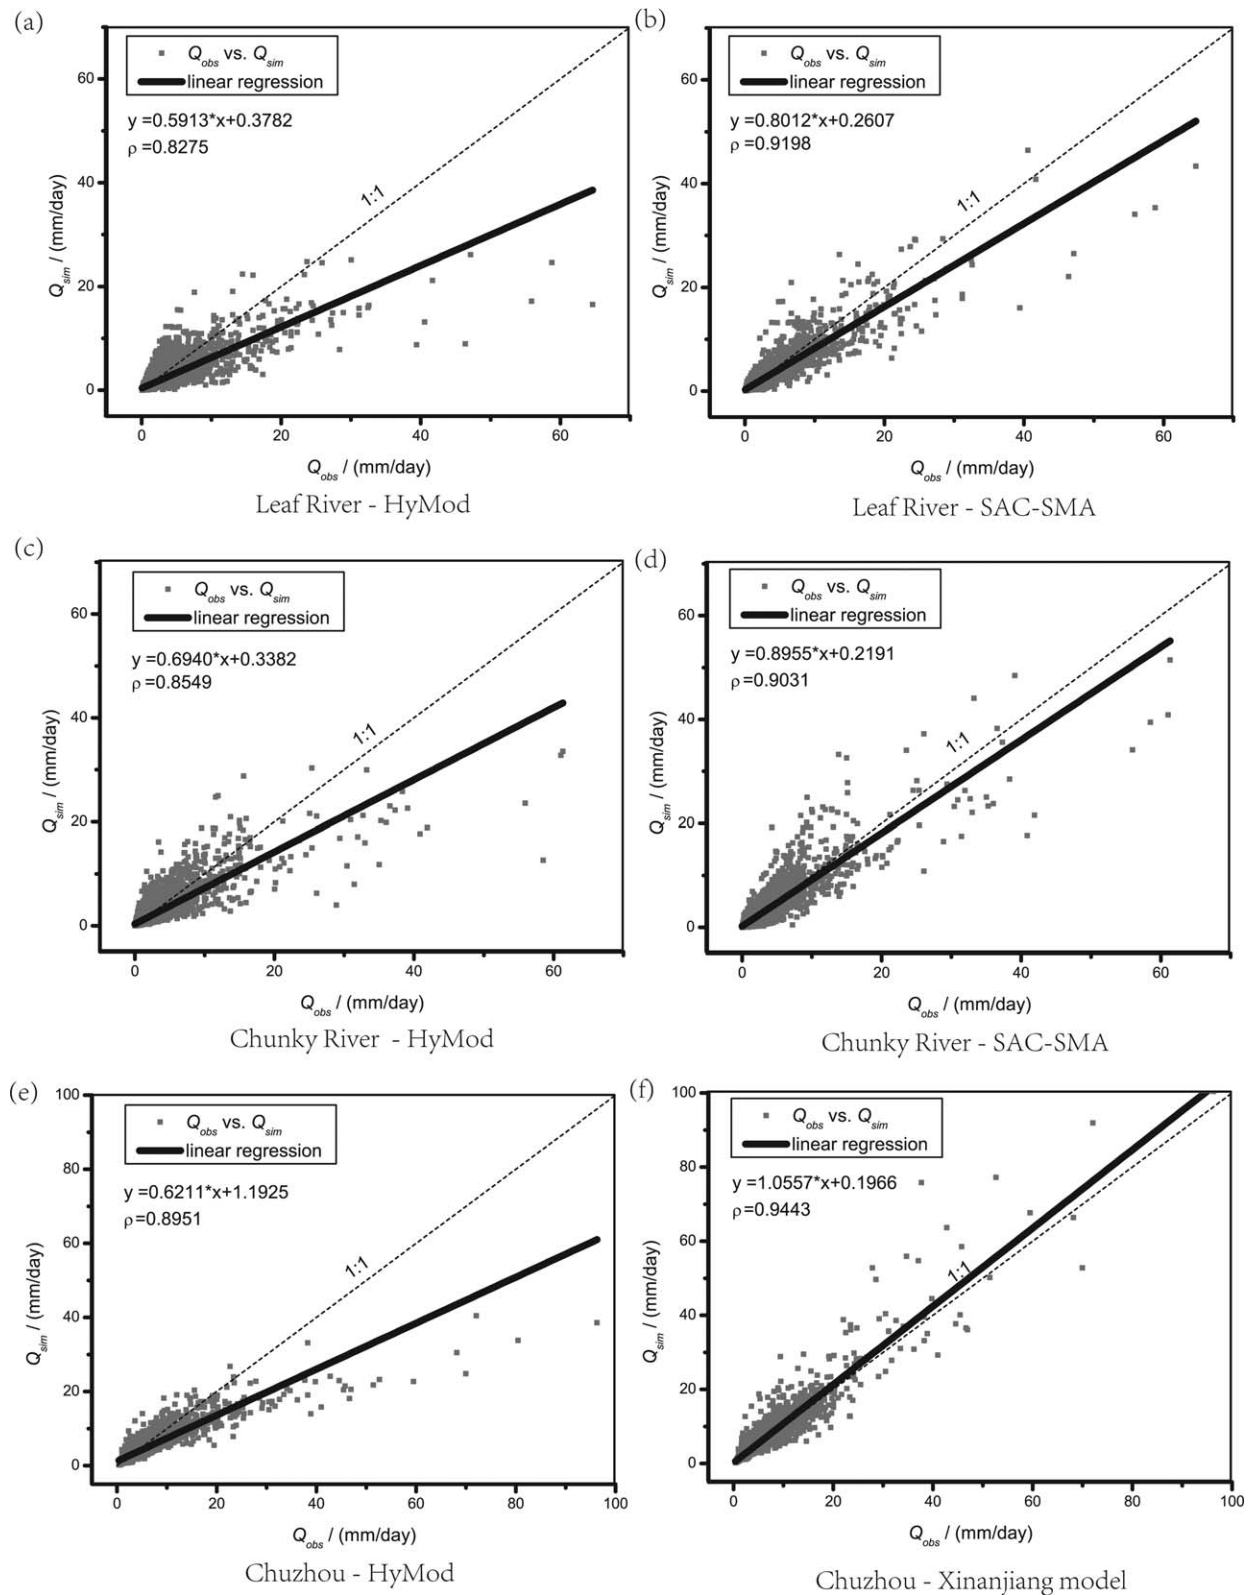 (a)
Q_obs vs. Q_sim
linear regression
y =0.5913*x+0.3782
ρ =0.8275
1:1
60
40
20
0
Q_sim / (mm/day)
0 20 40 60
Q_obs / (mm/day)
Leaf River - HyMod
(b)
Q_obs vs. Q_sim
linear regression
y =0.8012*x+0.2607
ρ =0.9198
1:1
60
40
20
0
Q_sim / (mm/day)
0 20 40 60
Q_obs / (mm/day)
Leaf River - SAC-SMA
(c)
Q_obs vs. Q_sim
linear regression
y =0.6940*x+0.3382
ρ =0.8549
1:1
60
40
20
0
Q_sim / (mm/day)
0 20 40 60
Q_obs / (mm/day)
Chunky River - HyMod
(d)
Q_obs vs. Q_sim
linear regression
y =0.8955*x+0.2191
ρ =0.9031
1:1
60
40
20
0
Q_sim / (mm/day)
0 20 40 60
Q_obs / (mm/day)
Chunky River - SAC-SMA
(e)
Q_obs vs. Q_sim
linear regression
y =0.6211*x+1.1925
ρ=0.8951
1:1
100
80
60
40
20
0
Q_sim / (mm/day)
0 20 40 60 80 100
Q_obs / (mm/day)
Chuzhou - HyMod
(f)
Q_obs vs. Q_sim
linear regression
y =1.0557*x+0.1966
ρ=0.9443
1:1
100
80
60
40
20
0
Q_sim / (mm/day)
0 20 40 60 80 100
Q_obs / (mm/day)
Chuzhou - Xinanjiang model